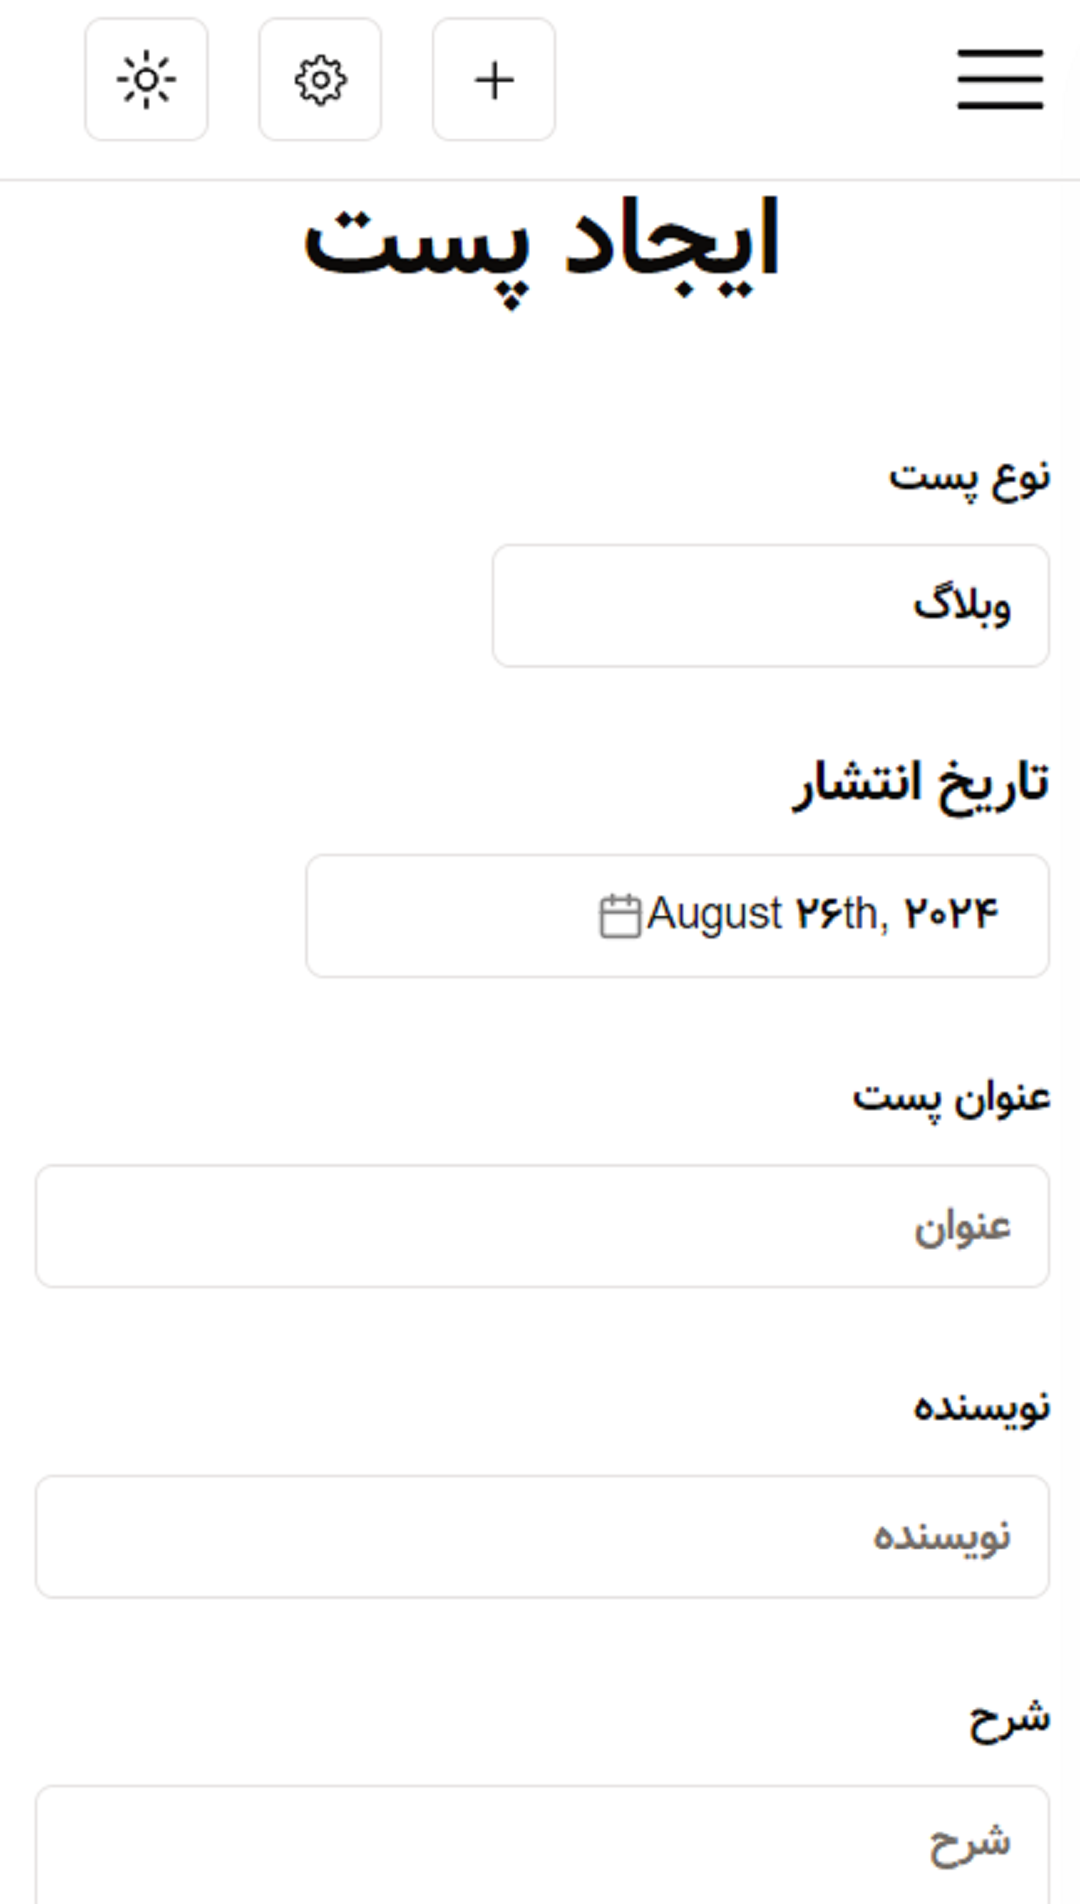 ایجاد پست
نوع پست
وبلاگ
تاریخ انتشار
August ۲۶th, ۲۰۲۴
عنوان پست
عنوان
نویسنده
نویسنده
شرح
شرح